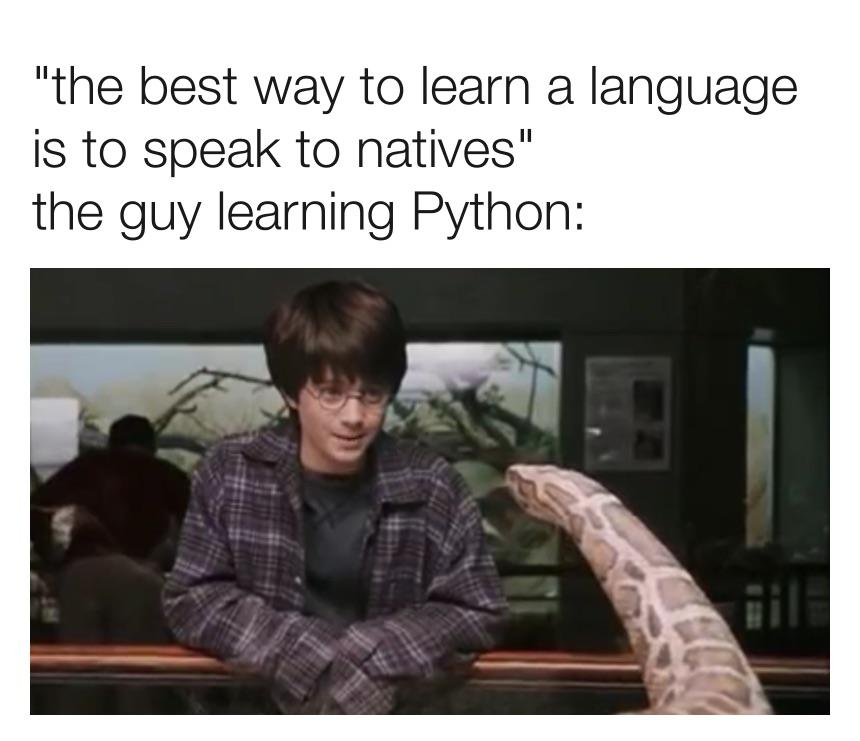 "the best way to learn a language
is to speak to natives"
the guy learning Python: